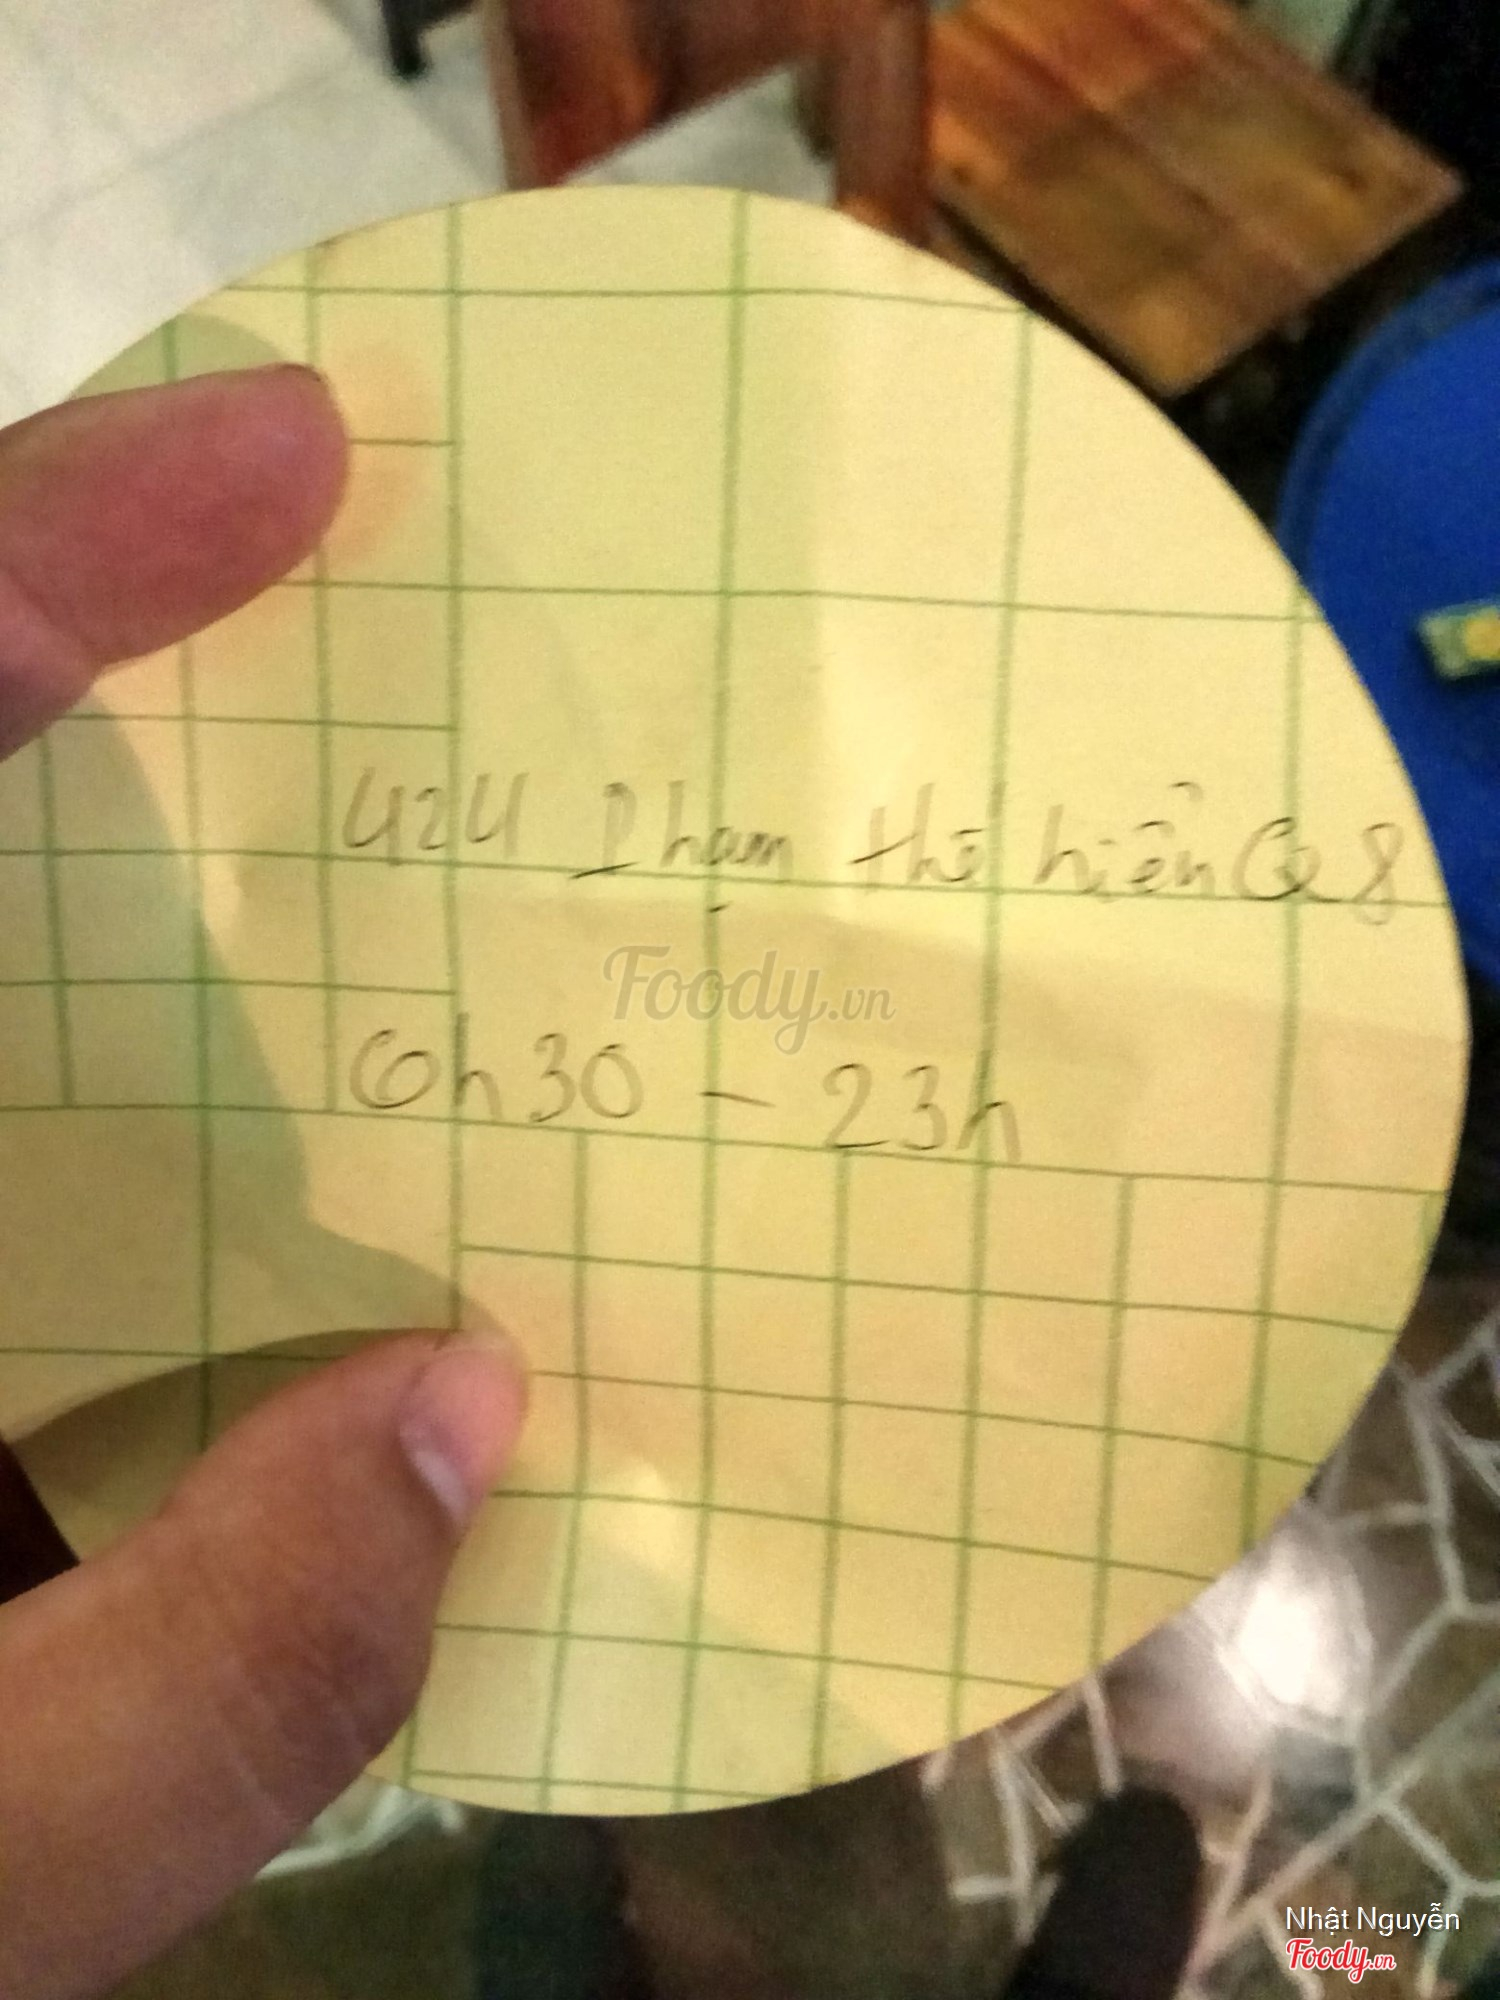 424 Phạm thế hiển Q8
Foody.vn
6h30 - 23h
Nhật Nguyễn
Foody.vn